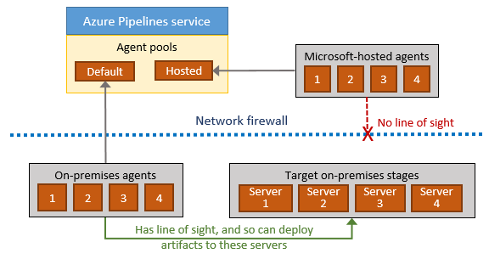 Azure Pipelines service
Agent pools
Default
Hosted
Microsoft-hosted agents
1 2 3 4
No line of sight
Network firewall
On-premises agents
1 2 3 4
Target on-premises stages
Server Server Server Server
1 2 3 4
Has line of sight, and so can deploy
artifacts to these servers